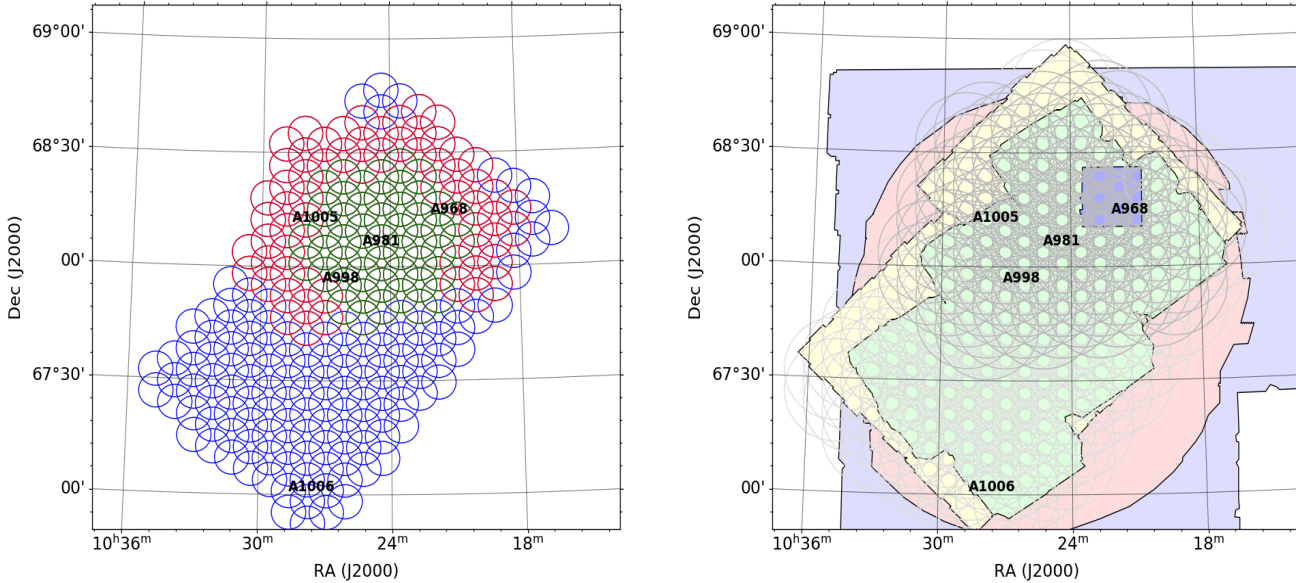 69°00'
68°30'
00'
67°30'
00'
A1005
A968
A981
A998
A1006
10ʰ36ᵐ
30ᵐ
24ᵐ
18ᵐ
RA (J2000)
Dec (J2000)
69°00'
68°30'
00'
67°30'
00'
A1005
A968
A981
A998
A1006
10ʰ36ᵐ
30ᵐ
24ᵐ
18ᵐ
RA (J2000)
Dec (J2000)